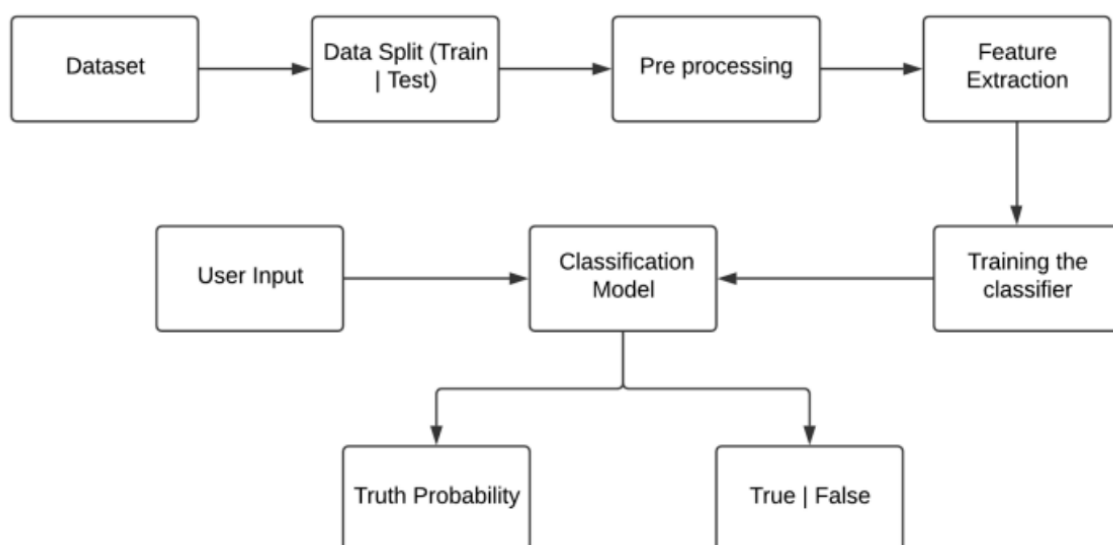 Dataset
Data Split (Train
| Test)
Pre processing
Feature
Extraction
User Input
Classification
Model
Training the
classifier
Truth Probability
True | False